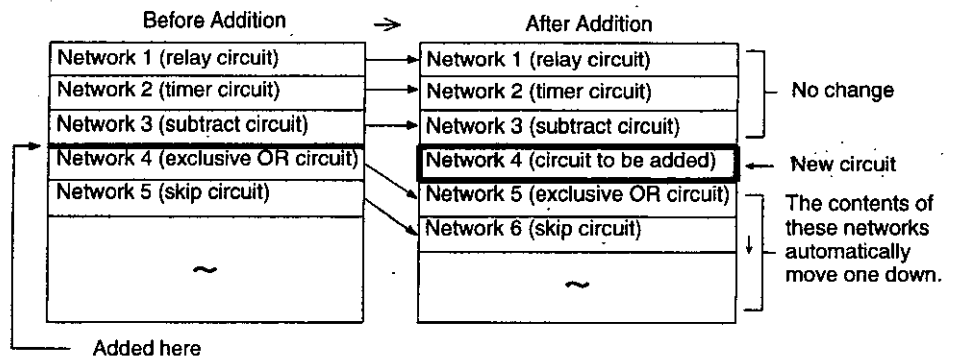 Before Addition → After Addition
Network 1 (relay circuit)
Network 2 (timer circuit)
Network 3 (subtract circuit)
Network 4 (exclusive OR circuit)
Network 5 (skip circuit)
~
Added here
Network 1 (relay circuit)
Network 2 (timer circuit)
Network 3 (subtract circuit)
Network 4 (circuit to be added)
Network 5 (exclusive OR circuit)
Network 6 (skip circuit)
~
No change
New circuit
The contents of
these networks
automatically
move one down.